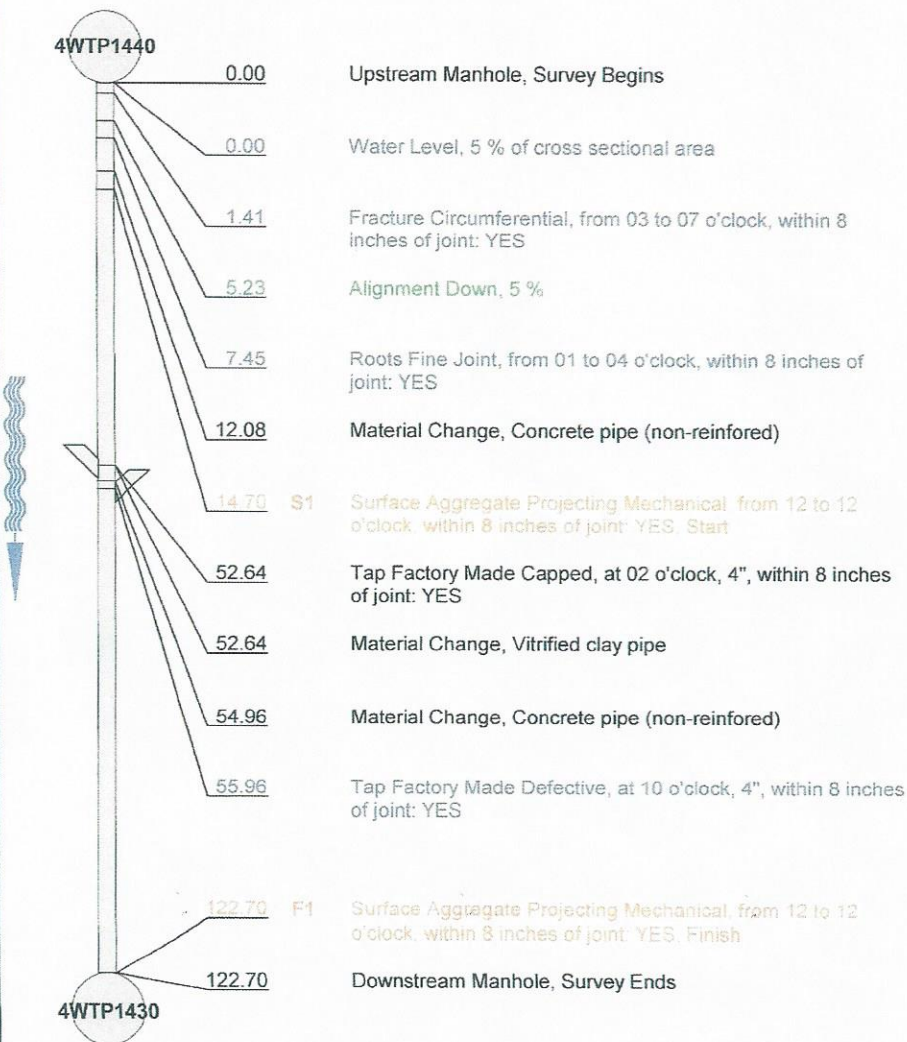 4WTP1440
0.00 Upstream Manhole, Survey Begins
0.00 Water Level, 5 % of cross sectional area
1.41 Fracture Circumferential, from 03 to 07 o'clock, within 8
inches of joint: YES
5.23 Alignment Down, 5 %
7.45 Roots Fine Joint, from 01 to 04 o'clock, within 8 inches of
joint: YES
12.08 Material Change, Concrete pipe (non-reinfored)
14.70 S1 Surface Aggregate Projecting Mechanical, from 12 to 12
o'clock, within 8 inches of joint: YES, Start
52.64 Tap Factory Made Capped, at 02 o'clock, 4", within 8 inches
of joint: YES
52.64 Material Change, Vitrified clay pipe
54.96 Material Change, Concrete pipe (non-reinfored)
55.96 Tap Factory Made Defective, at 10 o'clock, 4", within 8 inches
of joint: YES
122.70 F1 Surface Aggregate Projecting Mechanical, from 12 to 12
o'clock, within 8 inches of joint: YES, Finish
122.70 Downstream Manhole, Survey Ends
4WTP1430